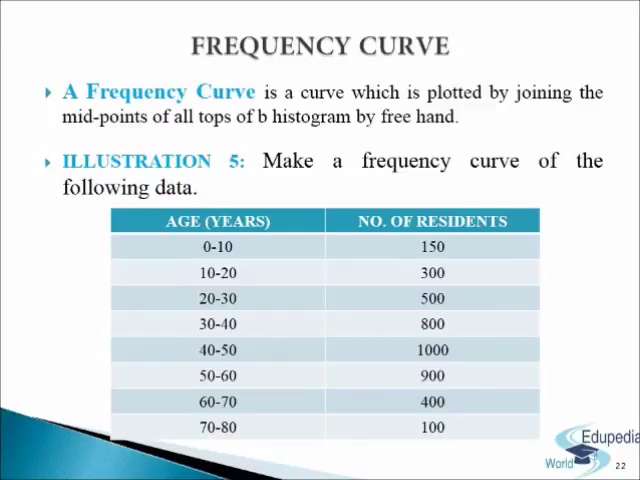 FREQUENCY CURVE
A Frequency Curve is a curve which is plotted by joining the
mid-points of all tops of b histogram by free hand.
ILLUSTRATION 5: Make a frequency curve of the
following data.
AGE (YEARS) NO. OF RESIDENTS
0-10 150
10-20 300
20-30 500
30-40 800
40-50 1000
50-60 900
60-70 400
70-80 100
Edupedia
World
22